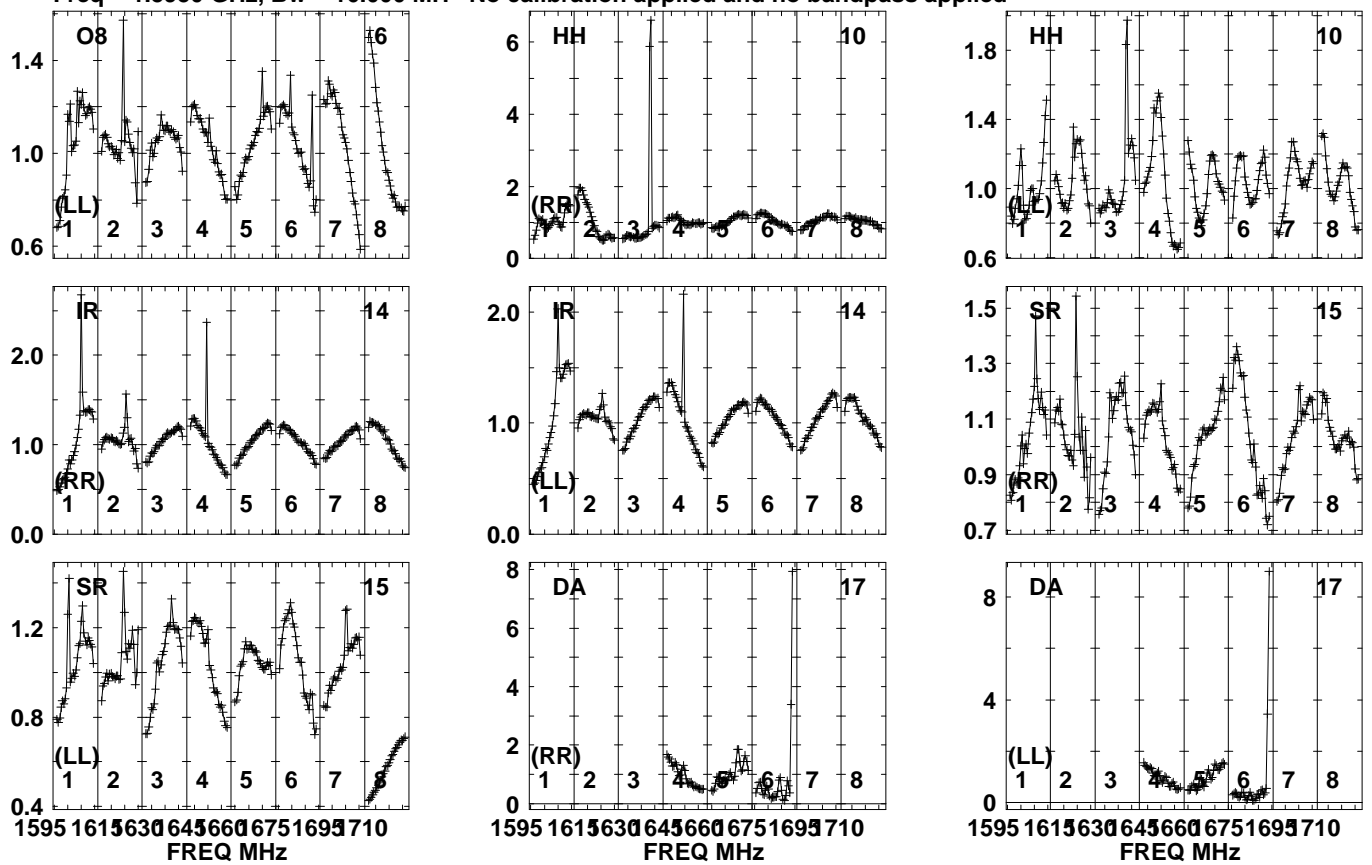 No calibration applied and no bandpass applied
O8 6
1.4
1.0
0.6
(LL)
1 2 3 4 5 6 7 8
HH 10
6
4
2
0
(RR)
1 2 3 4 5 6 7 8
HH 10
1.8
1.4
1.0
0.6
(LL)
1 2 3 4 5 6 7 8
IR 14
2.0
1.0
0.0
(RR)
1 2 3 4 5 6 7 8
IR 14
2.0
1.0
0.0
(LL)
1 2 3 4 5 6 7 8
SR 15
1.5
1.3
1.1
0.9
0.7
(RR)
1 2 3 4 5 6 7 8
SR 15
1.2
0.8
0.4
(LL)
1 2 3 4 5 6 7 8
DA 17
8
6
4
2
0
(RR)
1 2 3 4 5 6 7 8
DA 17
8
4
0
(LL)
1 2 3 4 5 6 7 8
1595 1615 1630 1645 1660 1675 1695 1710
FREQ MHz
1595 1615 1630 1645 1660 1675 1695 1710
FREQ MHz
1595 1615 1630 1645 1660 1675 1695 1710
FREQ MHz